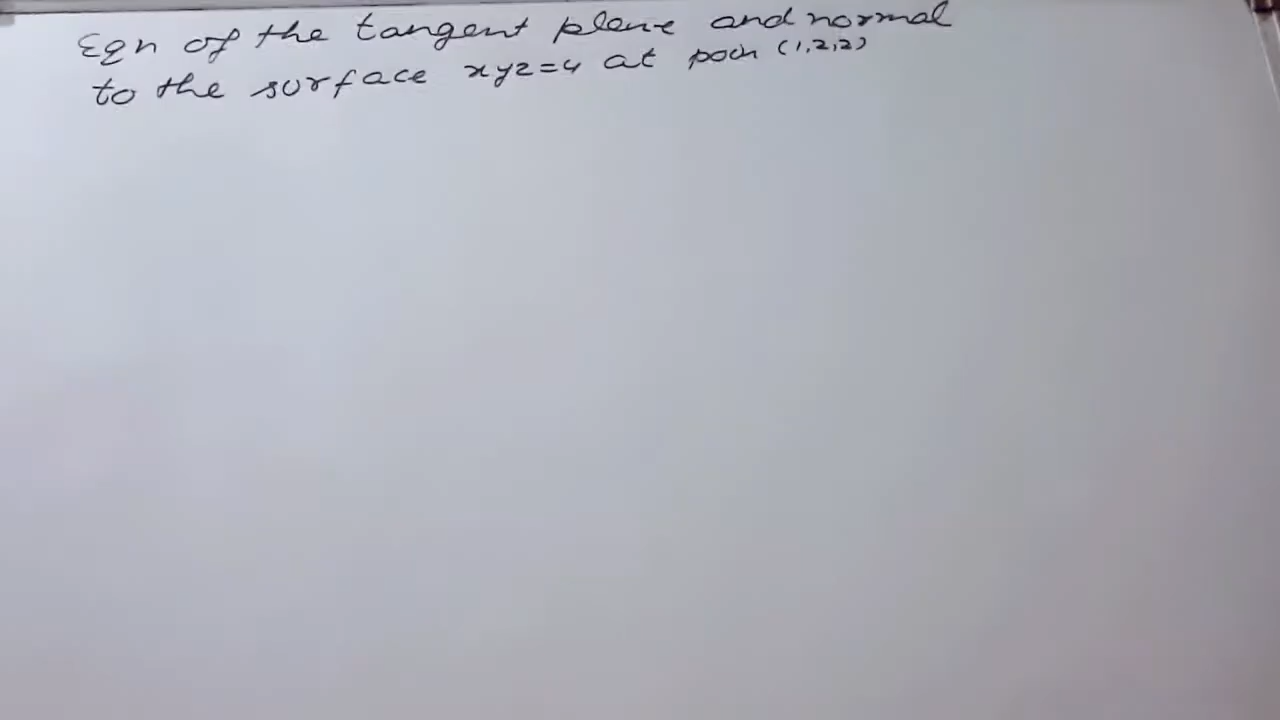 Eqn of the tangent plane and normal
to the surface xyz=4 at poin (1,2,2)